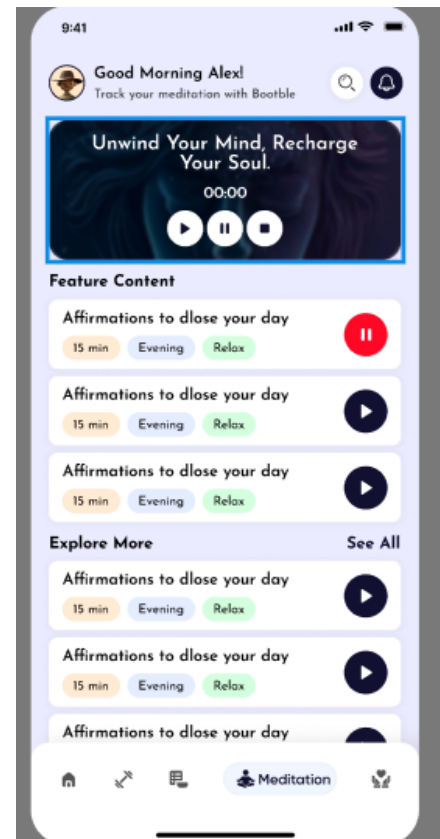 9:41
Good Morning Alex!
Track your meditation with Bootble
Unwind Your Mind, Recharge
Your Soul.
00:00
Feature Content
Affirmations to dlose your day
15 min Evening Relax
Affirmations to dlose your day
15 min Evening Relax
Affirmations to dlose your day
15 min Evening Relax
Explore More See All
Affirmations to dlose your day
15 min Evening Relax
Affirmations to dlose your day
15 min Evening Relax
Affirmations to dlose your day
Meditation